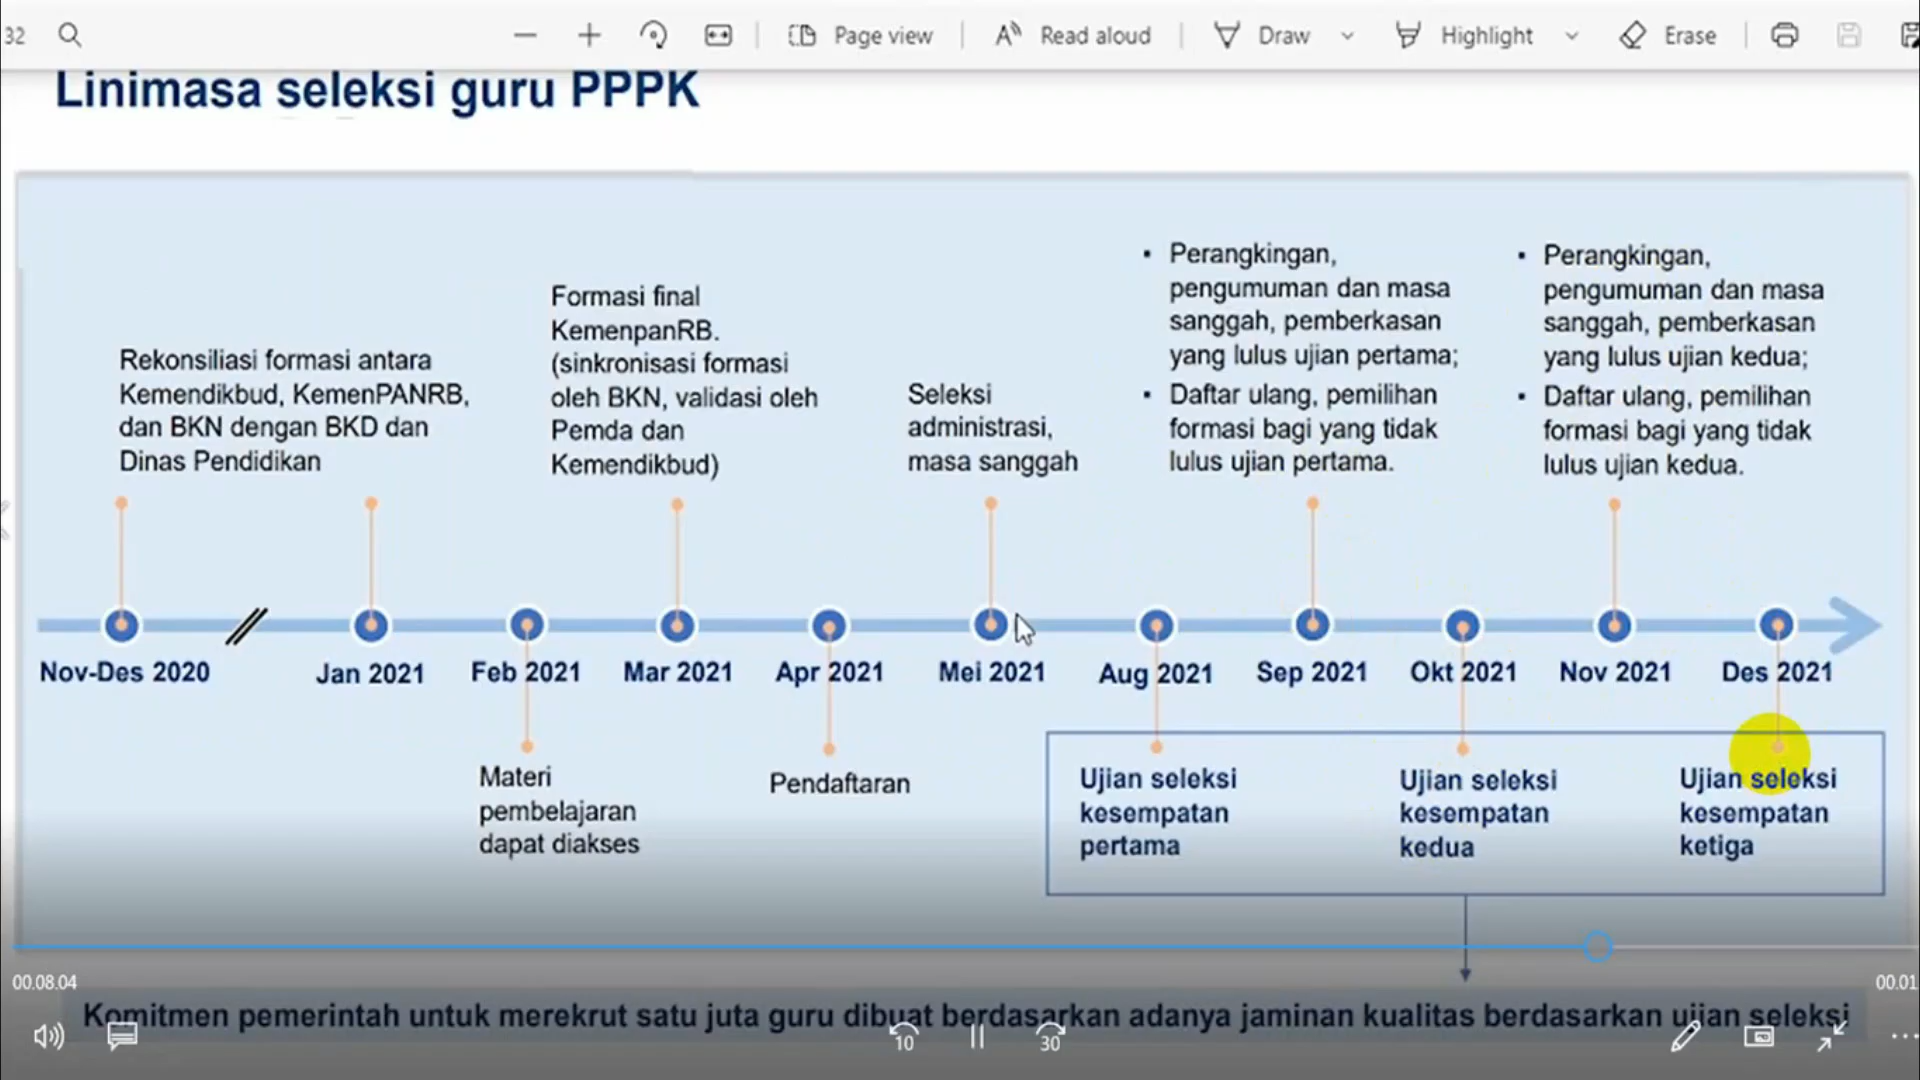 32
Page view
Read aloud
Draw
Highlight
Erase
Linimasa seleksi guru PPPK
Rekonsiliasi formasi antara
Kemendikbud, KemenPANRB,
dan BKN dengan BKD dan
Dinas Pendidikan
Formasi final
KemenpanRB.
(sinkronisasi formasi
oleh BKN, validasi oleh
Pemda dan
Kemendikbud)
Seleksi
administrasi,
masa sanggah
▪ Perangkingan,
pengumuman dan masa
sanggah, pemberkasan
yang lulus ujian pertama;
▪ Daftar ulang, pemilihan
formasi bagi yang tidak
lulus ujian pertama.
▪ Perangkingan,
pengumuman dan masa
sanggah, pemberkasan
yang lulus ujian kedua;
▪ Daftar ulang, pemilihan
formasi bagi yang tidak
lulus ujian kedua.
Nov-Des 2020
Jan 2021
Feb 2021
Mar 2021
Apr 2021
Mei 2021
Aug 2021
Sep 2021
Okt 2021
Nov 2021
Des 2021
Materi
pembelajaran
dapat diakses
Pendaftaran
Ujian seleksi
kesempatan
pertama
Ujian seleksi
kesempatan
kedua
Ujian seleksi
kesempatan
ketiga
00.08.04
00.01
Komitmen pemerintah untuk merekrut satu juta guru dibuat berdasarkan adanya jaminan kualitas berdasarkan ujian seleksi
10
30